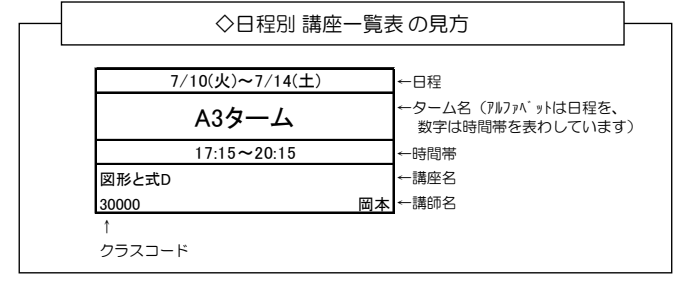 ◇日程別 講座一覧表 の見方
7/10(火)～7/14(土) ←日程
A3ターム ←ターム名（ｱﾙﾌｧﾍﾞｯﾄは日程を、
数字は時間帯を表わしています）
17:15～20:15 ←時間帯
図形と式D ←講座名
30000 岡本 ←講師名
↑
クラスコード